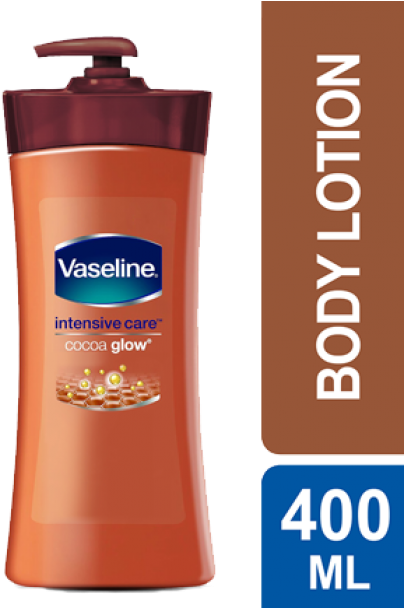 Vaseline.
intensive care™
cocoa glow®
BODY LOTION
400
ML